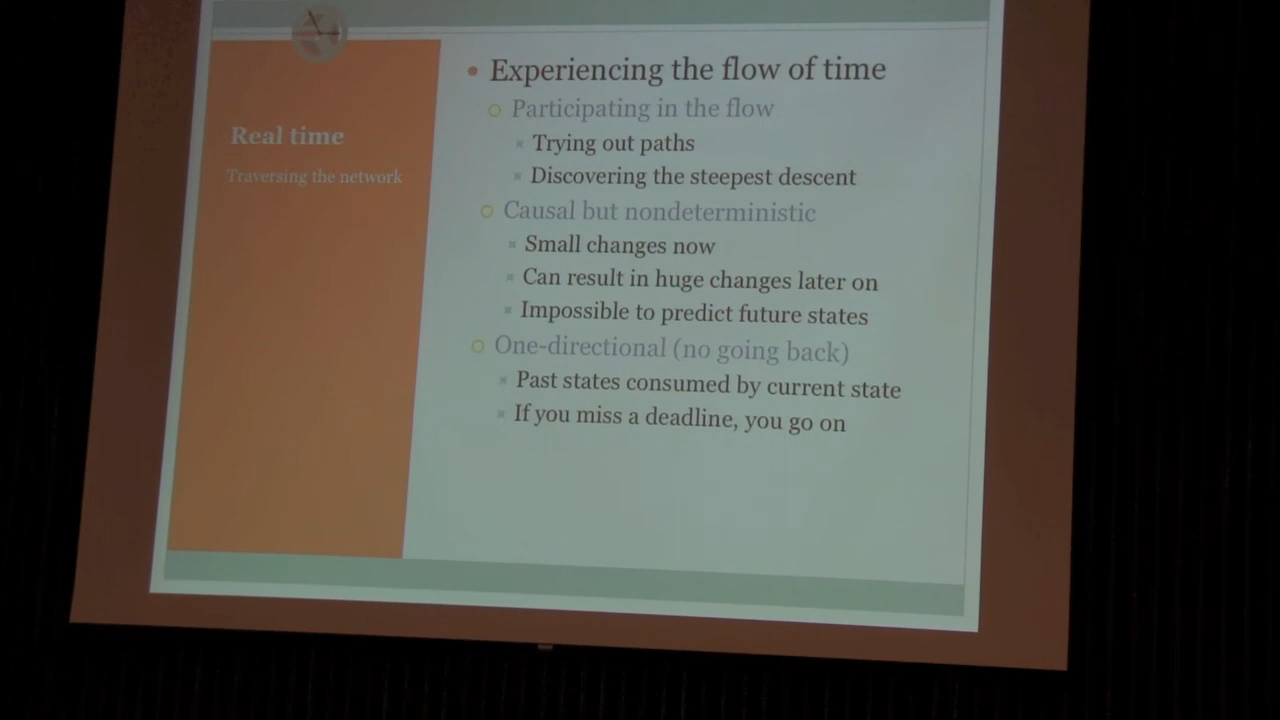 Real time
Traversing the network
Experiencing the flow of time
Participating in the flow
Trying out paths
Discovering the steepest descent
Causal but nondeterministic
Small changes now
Can result in huge changes later on
Impossible to predict future states
One-directional (no going back)
Past states consumed by current state
If you miss a deadline, you go on